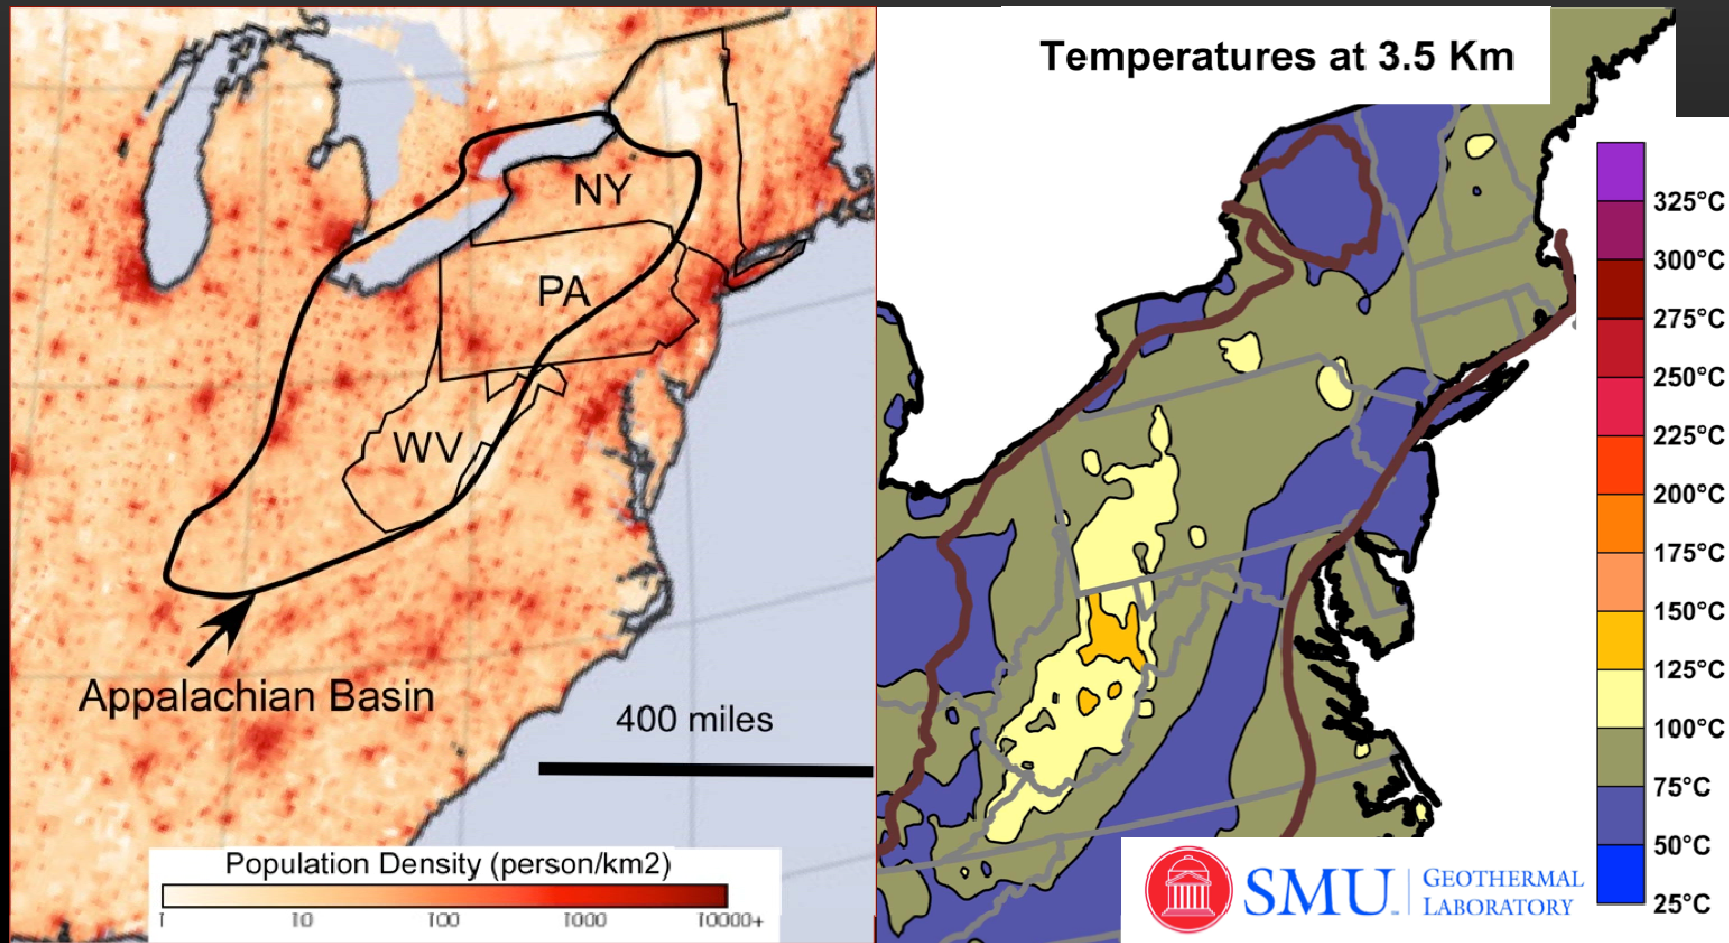 NY
PA
WV
Appalachian Basin
400 miles
Population Density (person/km2)
1 10 100 1000 10000+
Temperatures at 3.5 Km
325°C
300°C
275°C
250°C
225°C
200°C
175°C
150°C
125°C
100°C
75°C
50°C
25°C
SMU
GEOTHERMAL
LABORATORY